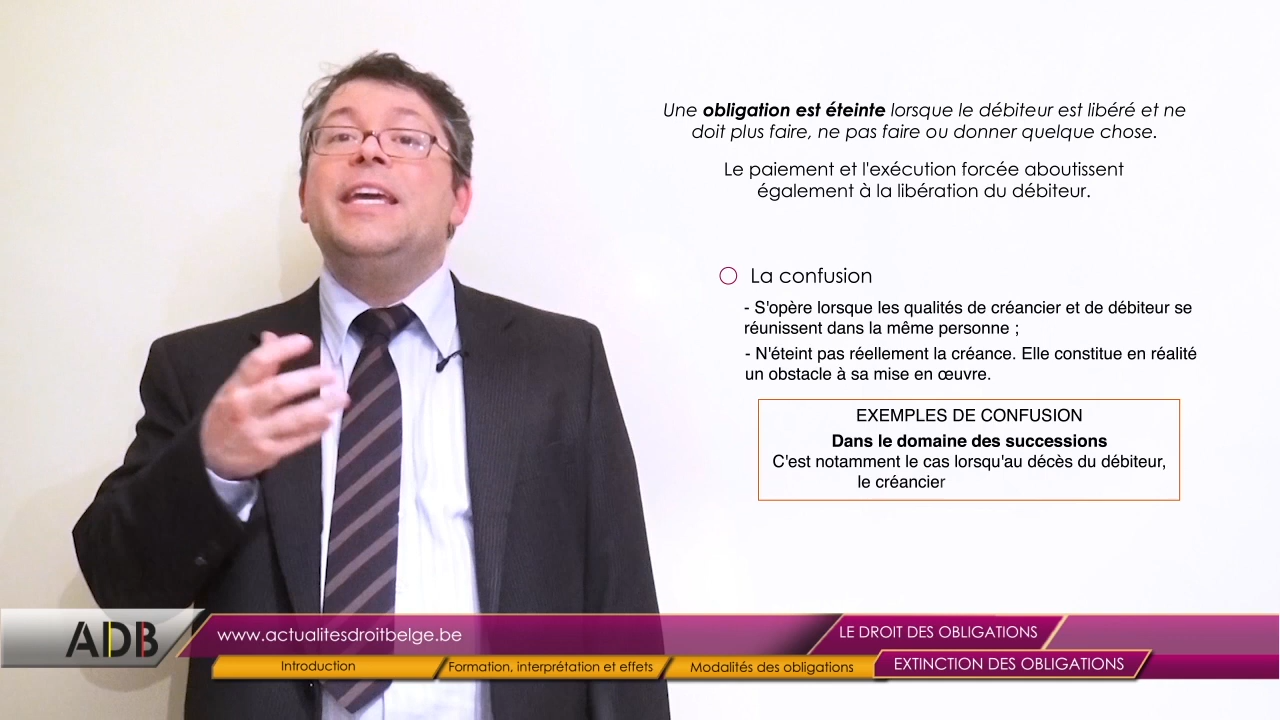 Une obligation est éteinte lorsque le débiteur est libéré et ne
doit plus faire, ne pas faire ou donner quelque chose.
Le paiement et l'exécution forcée aboutissent
également à la libération du débiteur.
La confusion
- S'opère lorsque les qualités de créancier et de débiteur se
réunissent dans la même personne ;
- N'éteint pas réellement la créance. Elle constitue en réalité
un obstacle à sa mise en œuvre.
EXEMPLES DE CONFUSION
Dans le domaine des successions
C'est notamment le cas lorsqu'au décès du débiteur,
le créancier
ADB
www.actualitesdroitbelge.be
LE DROIT DES OBLIGATIONS
Introduction
Formation, interprétation et effets
Modalités des obligations
EXTINCTION DES OBLIGATIONS